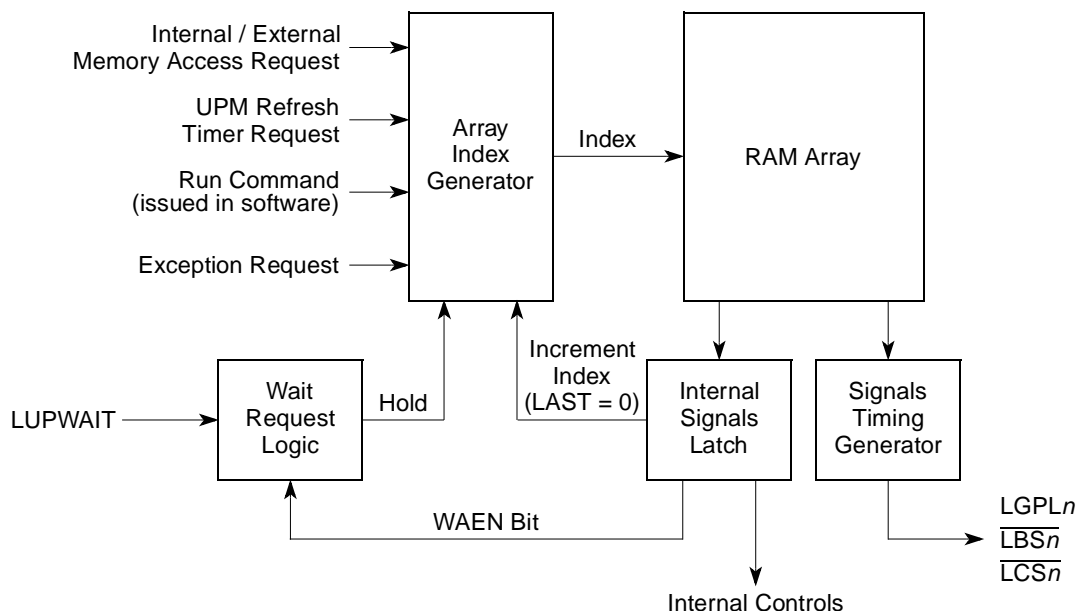 Internal / External
Memory Access Request
UPM Refresh
Timer Request
Run Command
(issued in software)
Exception Request
Array
Index
Generator
Index
RAM Array
LUPWAIT
Wait
Request
Logic
Hold
Increment
Index
(LAST = 0)
Internal
Signals
Latch
Signals
Timing
Generator
WAEN Bit
LGPLn
LBSn
LCSn
Internal Controls